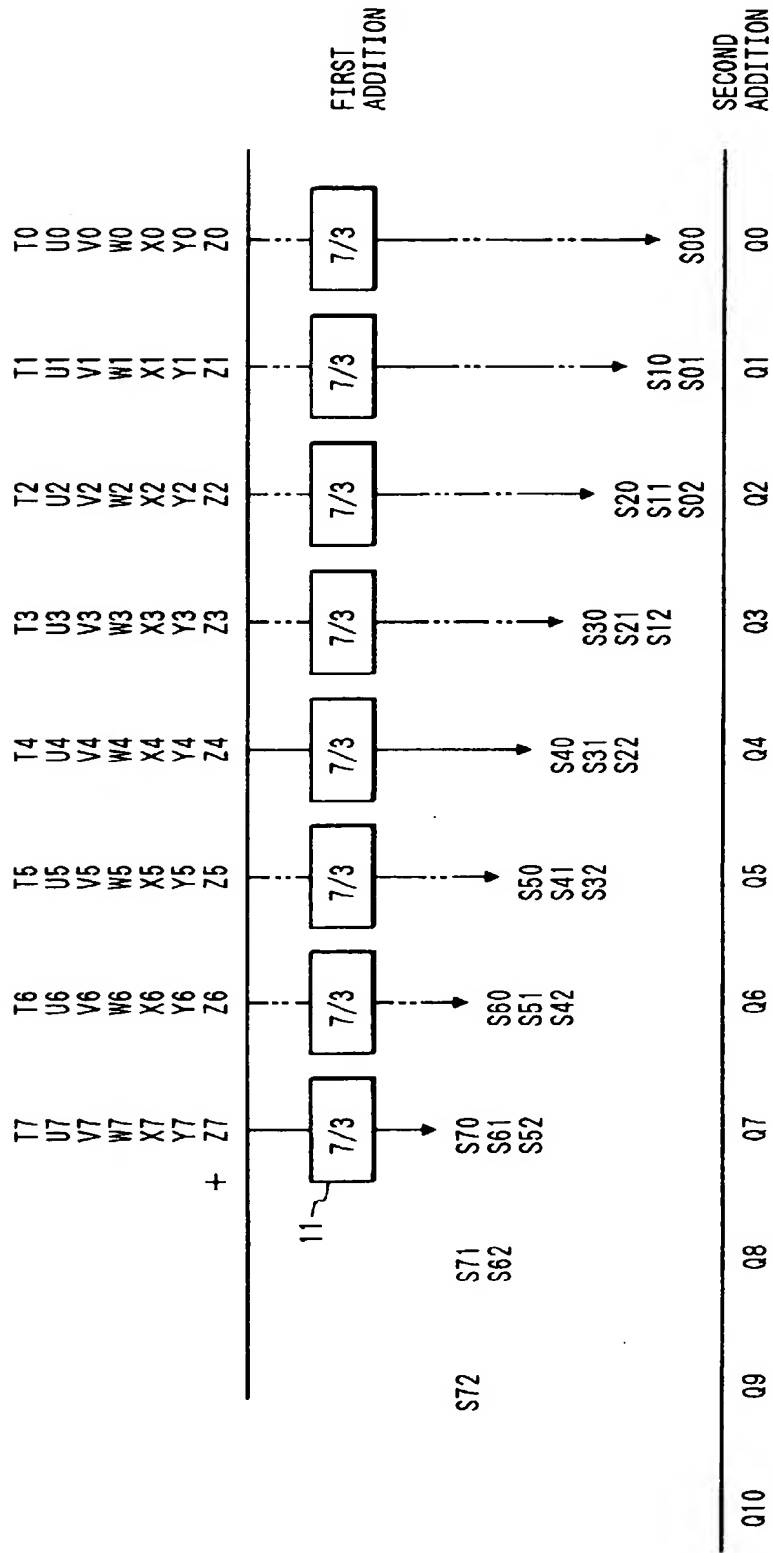 T7 T6 T5 T4 T3 T2 T1 T0
U7 U6 U5 U4 U3 U2 U1 U0
V7 V6 V5 V4 V3 V2 V1 V0
W7 W6 W5 W4 W3 W2 W1 W0
X7 X6 X5 X4 X3 X2 X1 X0
Y7 Y6 Y5 Y4 Y3 Y2 Y1 Y0
+ Z7 Z6 Z5 Z4 Z3 Z2 Z1 Z0
11 7/3 7/3 7/3 7/3 7/3 7/3 7/3 7/3
FIRST
ADDITION
S72 S71 S70
S62 S61 S60
S52 S51 S50
S42 S41 S40
S32 S31 S30
S22 S21 S20
S12 S11 S10
S02 S01 S00
Q10 Q9 Q8 Q7 Q6 Q5 Q4 Q3 Q2 Q1 Q0
SECOND
ADDITION